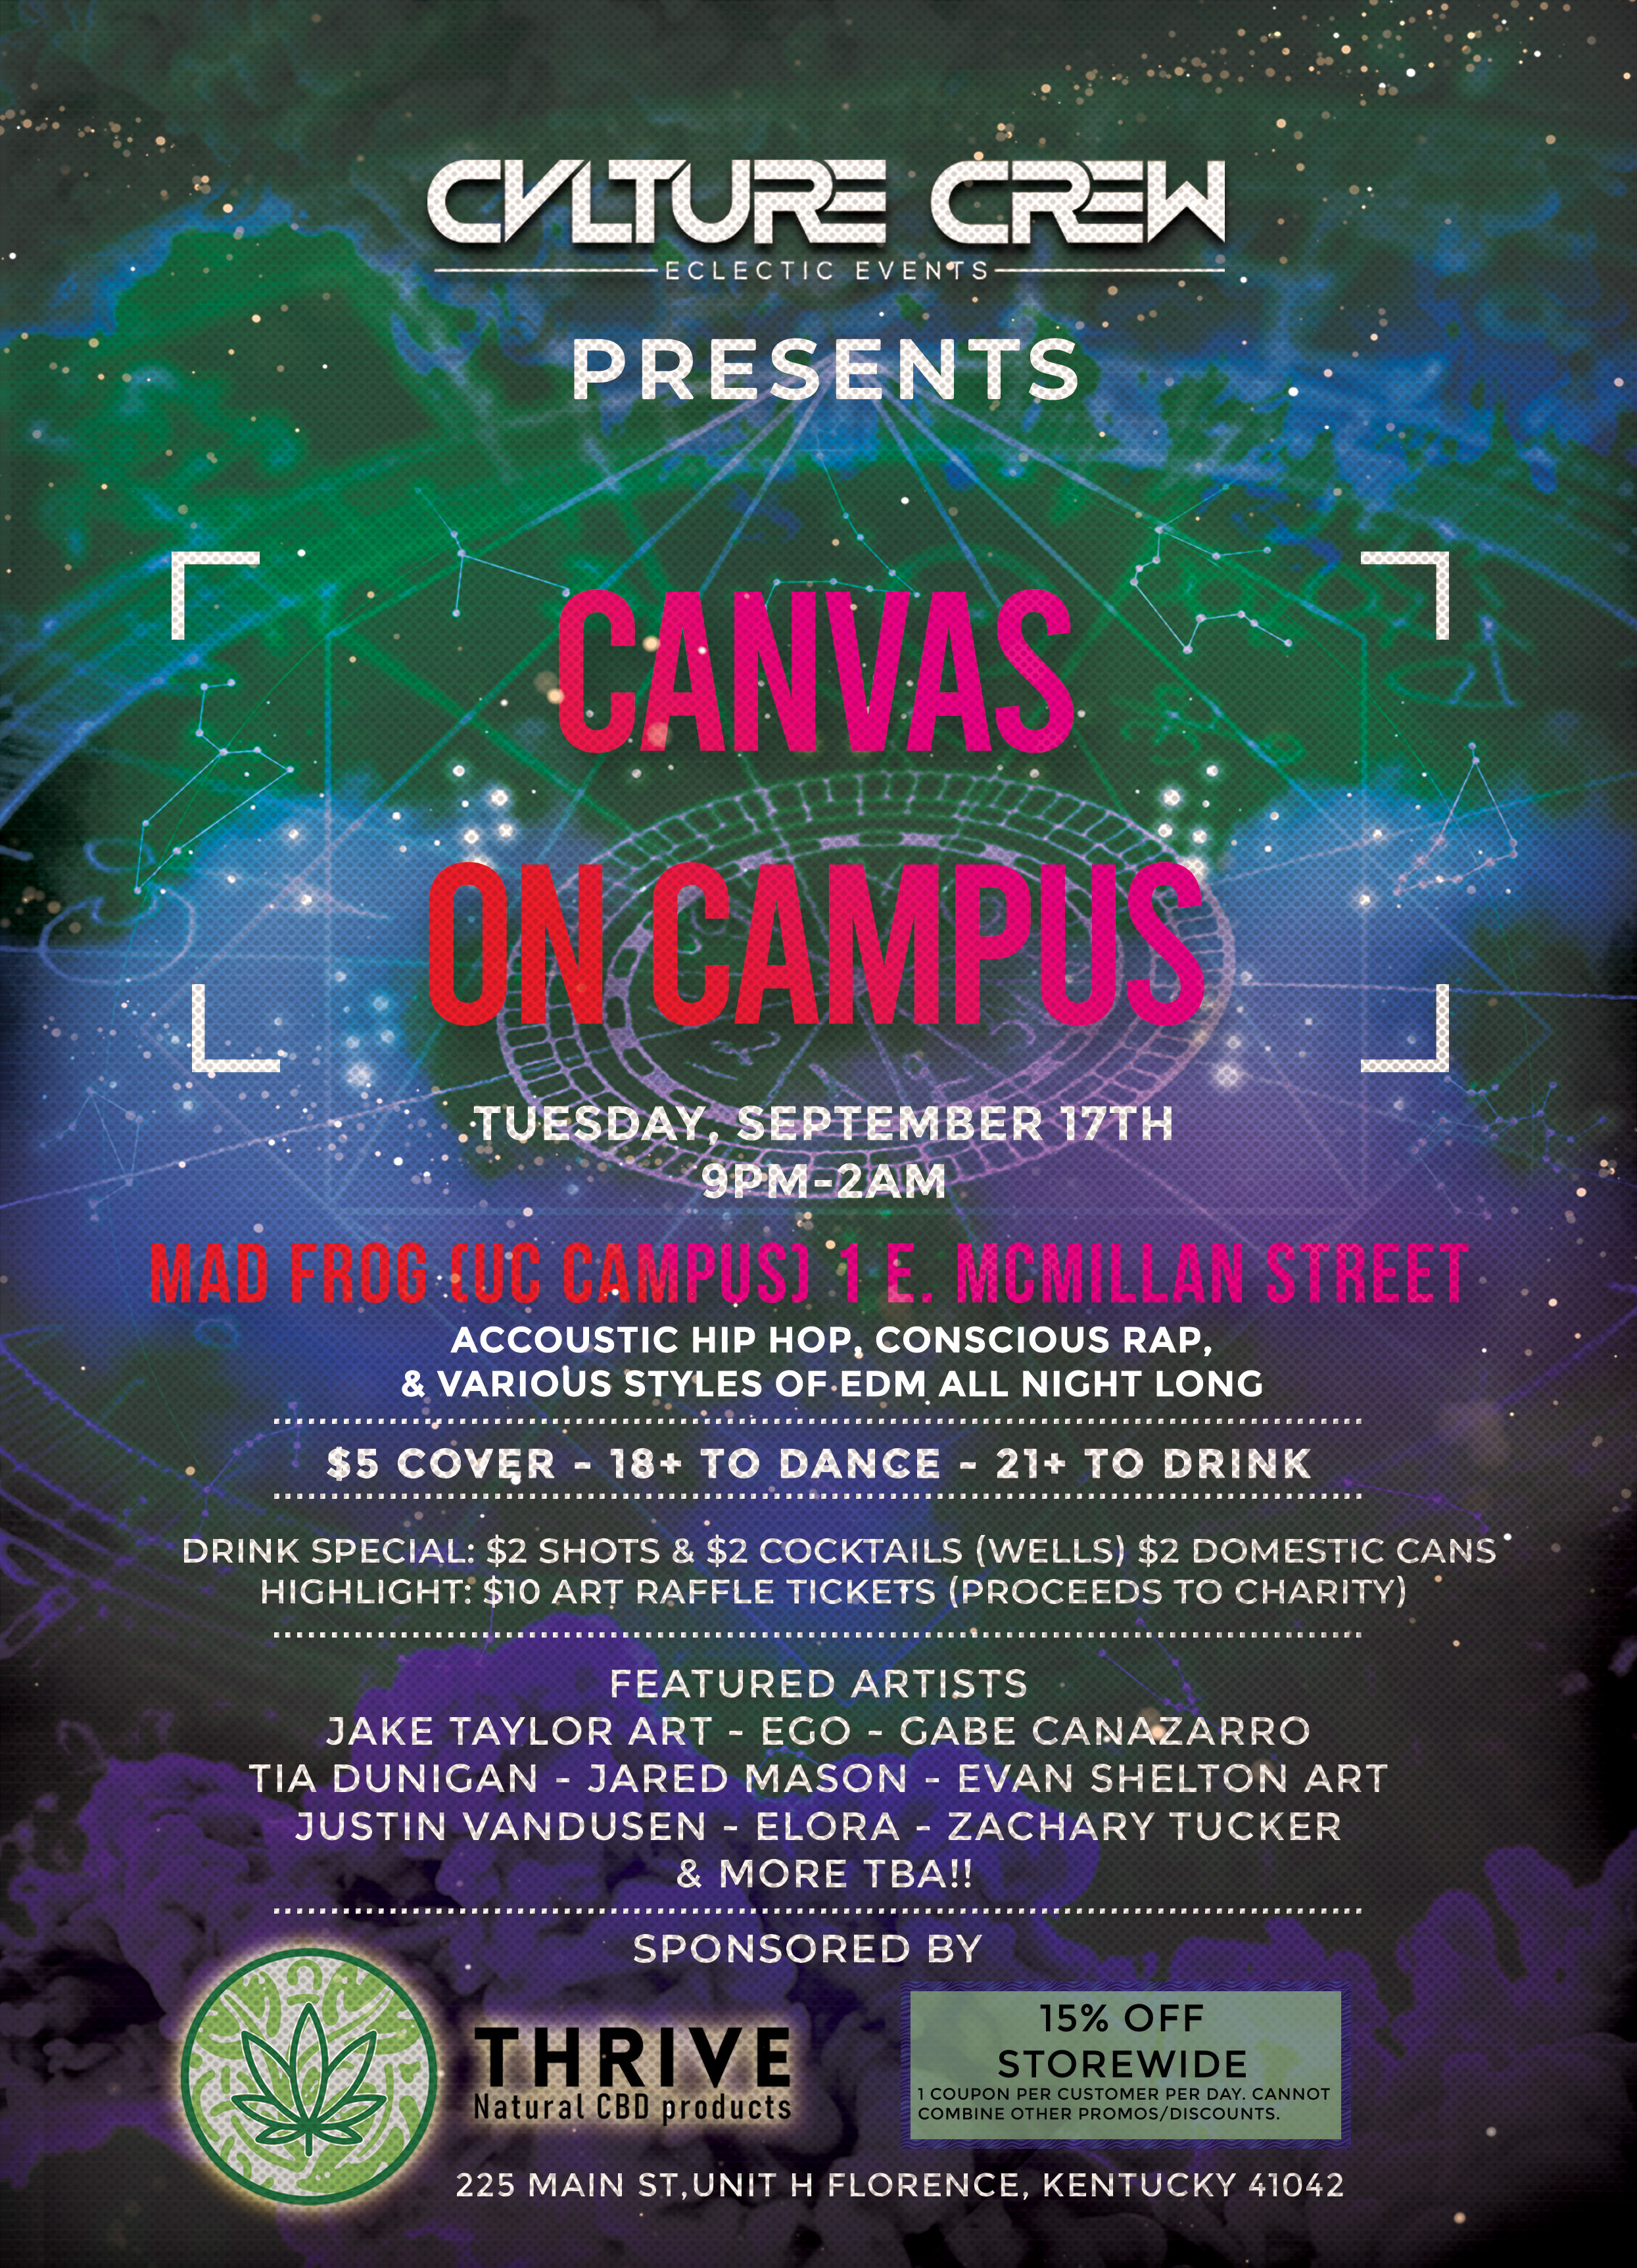 CVLTURE CREW
ECLECTIC EVENTS
PRESENTS
CANVAS
ON CAMPUS
TUESDAY, SEPTEMBER 17TH
9PM-2AM
MAD FROG (UC CAMPUS) 1 E. MCMILLAN STREET
ACCOUSTIC HIP HOP, CONSCIOUS RAP,
& VARIOUS STYLES OF EDM ALL NIGHT LONG
$5 COVER - 18+ TO DANCE - 21+ TO DRINK
DRINK SPECIAL: $2 SHOTS & $2 COCKTAILS (WELLS) $2 DOMESTIC CANS
HIGHLIGHT: $10 ART RAFFLE TICKETS (PROCEEDS TO CHARITY)
FEATURED ARTISTS
JAKE TAYLOR ART - EGO - GABE CANAZARRO
TIA DUNIGAN - JARED MASON - EVAN SHELTON ART
JUSTIN VANDUSEN - ELORA - ZACHARY TUCKER
& MORE TBA!!
SPONSORED BY
THRIVE
Natural CBD products
15% OFF
STOREWIDE
1 COUPON PER CUSTOMER PER DAY. CANNOT
COMBINE OTHER PROMOS/DISCOUNTS.
225 MAIN ST,UNIT H FLORENCE, KENTUCKY 41042